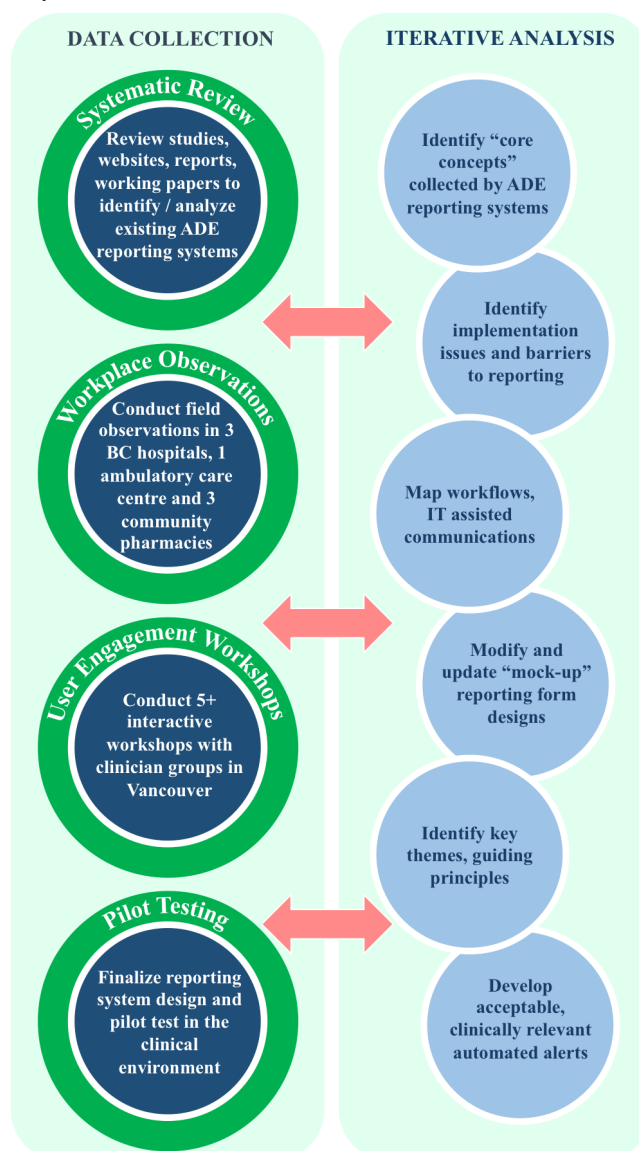 DATA COLLECTION
Systematic Review
Review studies,
websites, reports,
working papers to
identify / analyze
existing ADE
reporting systems
Workplace Observations
Conduct field
observations in 3
BC hospitals, 1
ambulatory care
centre and 3
community
pharmacies
User Engagement Workshops
Conduct 5+
interactive
workshops with
clinician groups in
Vancouver
Pilot Testing
Finalize reporting
system design and
pilot test in the
clinical
environment
ITERATIVE ANALYSIS
Identify “core
concepts”
collected by ADE
reporting systems
Identify
implementation
issues and barriers
to reporting
Map workflows,
IT assisted
communications
Modify and
update “mock-up”
reporting form
designs
Identify key
themes, guiding
principles
Develop
acceptable,
clinically relevant
automated alerts